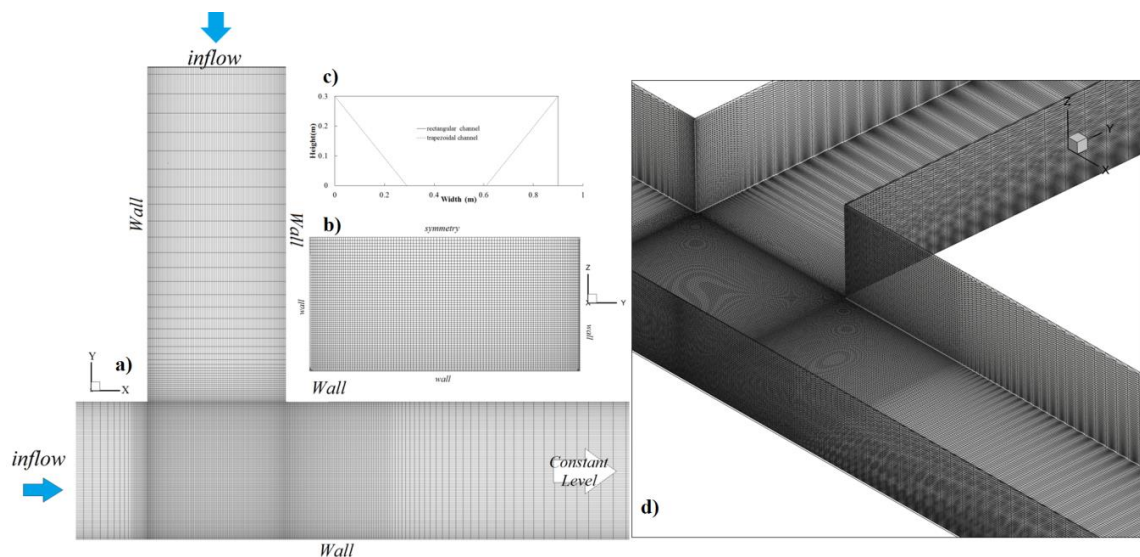 inflow
c)
Height(m)
0.3
0.2
0.1
0
rectangular channel
trapezoidal channel
0 0.2 0.4 0.6 0.8 1
Width (m)
Wall
Wall
b)
symmetry
wall
wall
wall
Z
X Y
a)
Y
X
Wall
inflow
Constant
Level
Wall
Z
Y
X
d)